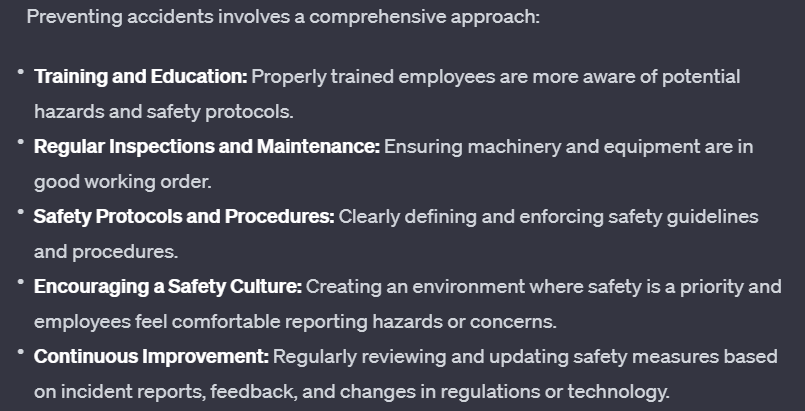 Preventing accidents involves a comprehensive approach:
• Training and Education: Properly trained employees are more aware of potential
hazards and safety protocols.
• Regular Inspections and Maintenance: Ensuring machinery and equipment are in
good working order.
• Safety Protocols and Procedures: Clearly defining and enforcing safety guidelines
and procedures.
• Encouraging a Safety Culture: Creating an environment where safety is a priority and
employees feel comfortable reporting hazards or concerns.
• Continuous Improvement: Regularly reviewing and updating safety measures based
on incident reports, feedback, and changes in regulations or technology.